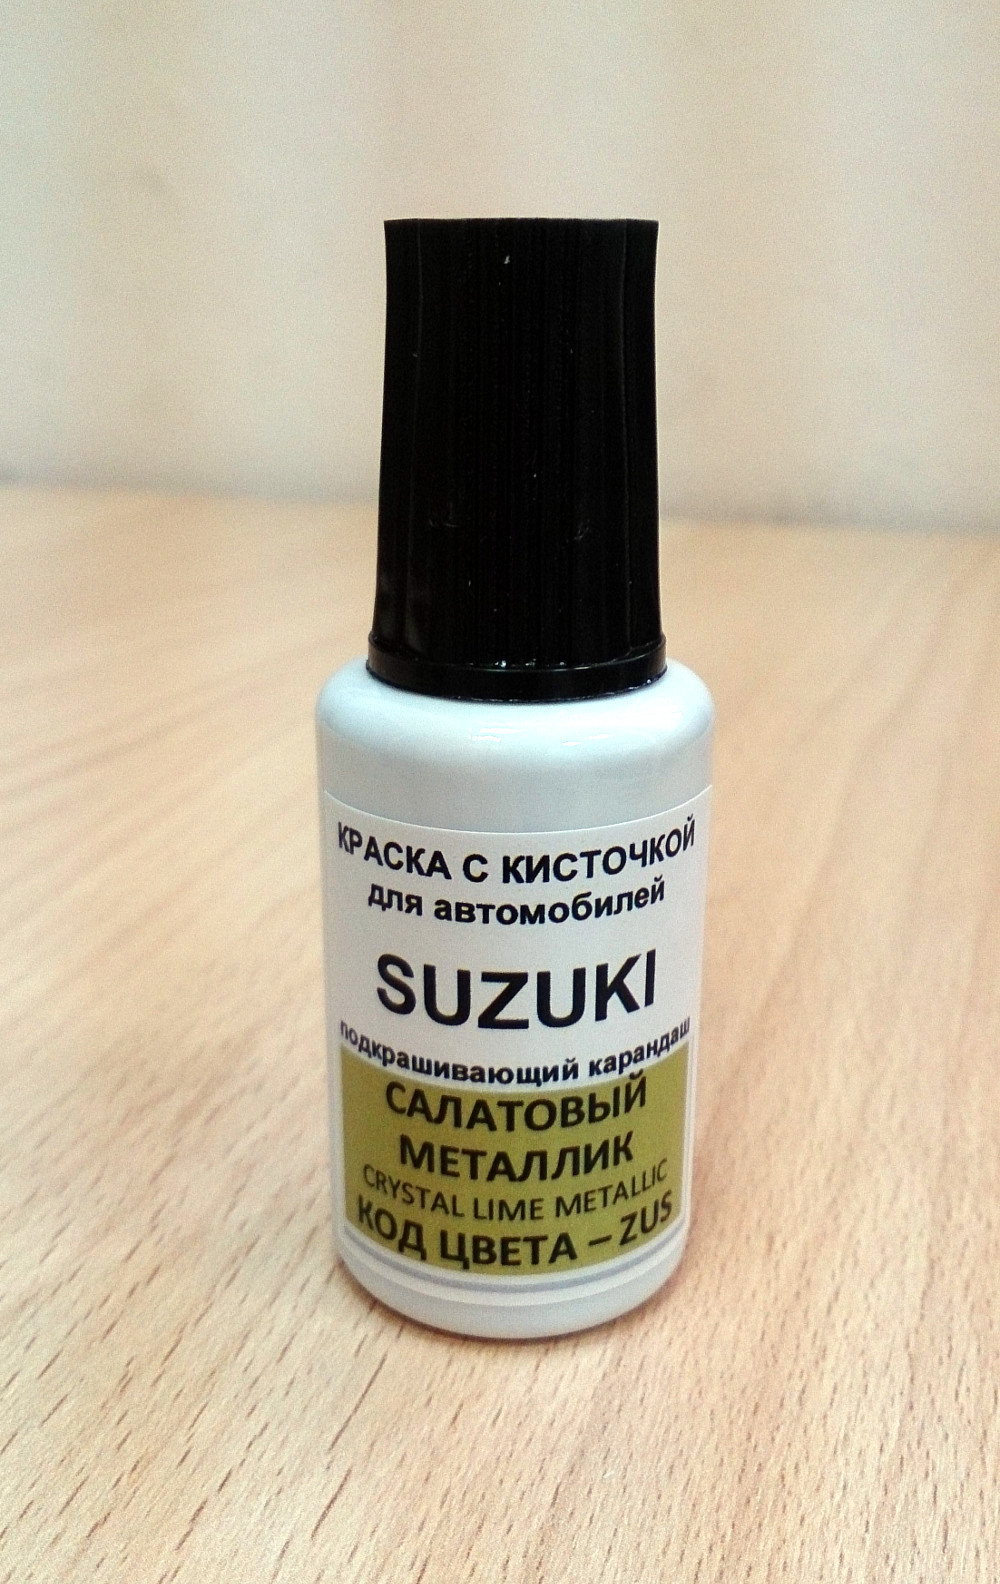 КРАСКА С КИСТОЧКОЙ
для автомобилей
SUZUKI
подкрашивающий карандаш
САЛАТОВЫЙ
МЕТАЛЛИК
CRYSTAL LIME METALLIC
КОД ЦВЕТА – ZUS